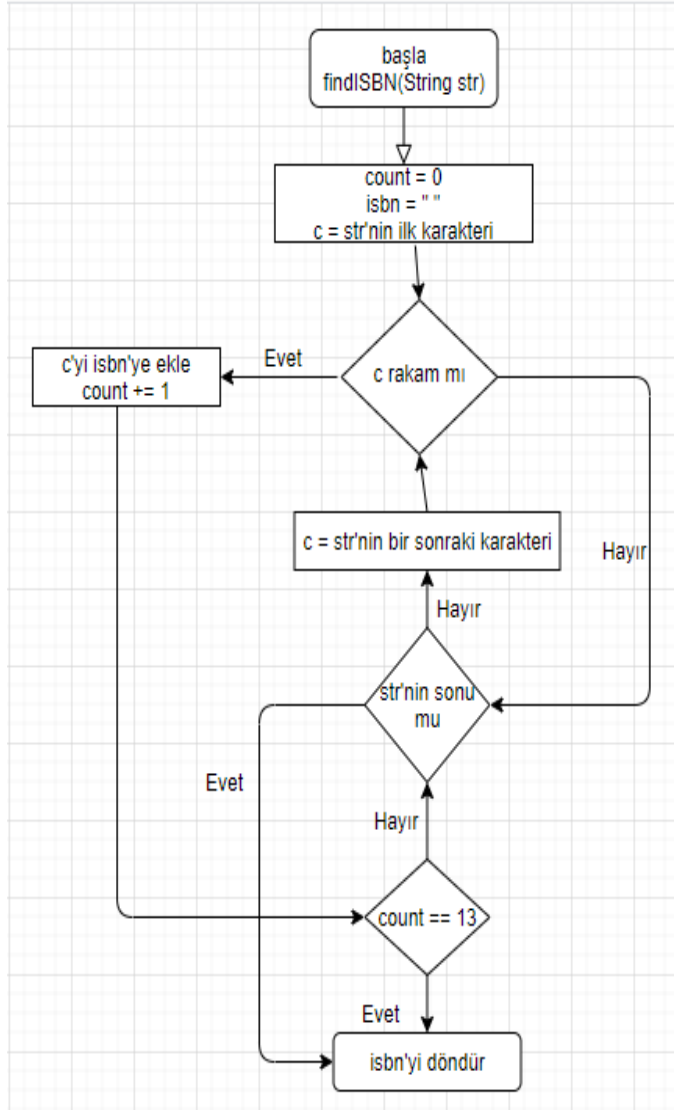 başla
findISBN(String str)
count = 0
isbn = " "
c = str'nin ilk karakteri
c rakam mı
Evet
c'yi isbn'ye ekle
count += 1
Hayır
c = str'nin bir sonraki karakteri
Hayır
str'nin sonu
mu
Evet
Hayır
count == 13
Evet
isbn'yi döndür